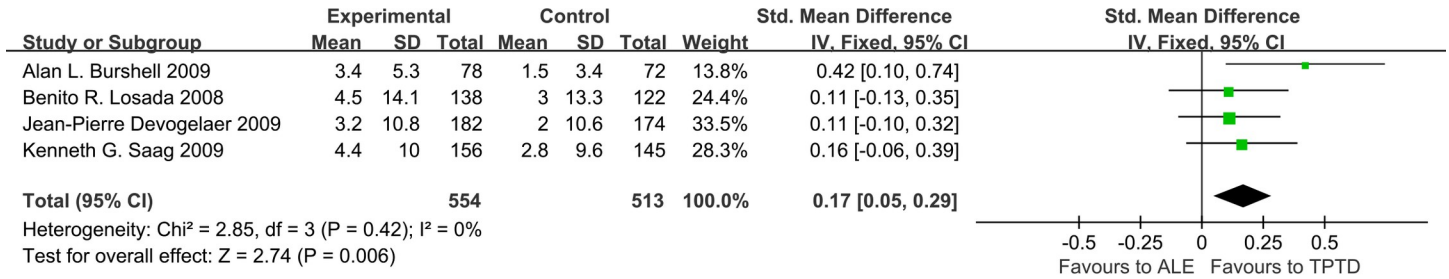 Experimental Control Std. Mean Difference Std. Mean Difference
Study or Subgroup Mean SD Total Mean SD Total Weight IV, Fixed, 95% CI IV, Fixed, 95% CI
Alan L. Burshell 2009 3.4 5.3 78 1.5 3.4 72 13.8% 0.42 [0.10, 0.74]
Benito R. Losada 2008 4.5 14.1 138 3 13.3 122 24.4% 0.11 [-0.13, 0.35]
Jean-Pierre Devogelaer 2009 3.2 10.8 182 2 10.6 174 33.5% 0.11 [-0.10, 0.32]
Kenneth G. Saag 2009 4.4 10 156 2.8 9.6 145 28.3% 0.16 [-0.06, 0.39]
Total (95% CI) 554 513 100.0% 0.17 [0.05, 0.29]
Heterogeneity: Chi² = 2.85, df = 3 (P = 0.42); I² = 0%
Test for overall effect: Z = 2.74 (P = 0.006)
-0.5 -0.25 0 0.25 0.5
Favours to ALE Favours to TPTD